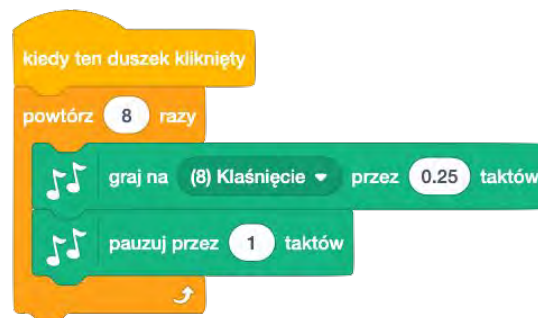 kiedy ten duszek kliknięty
powtórz 8 razy
graj na (8) Klaśnięcie przez 0.25 taktów
pauzuj przez 1 taktów